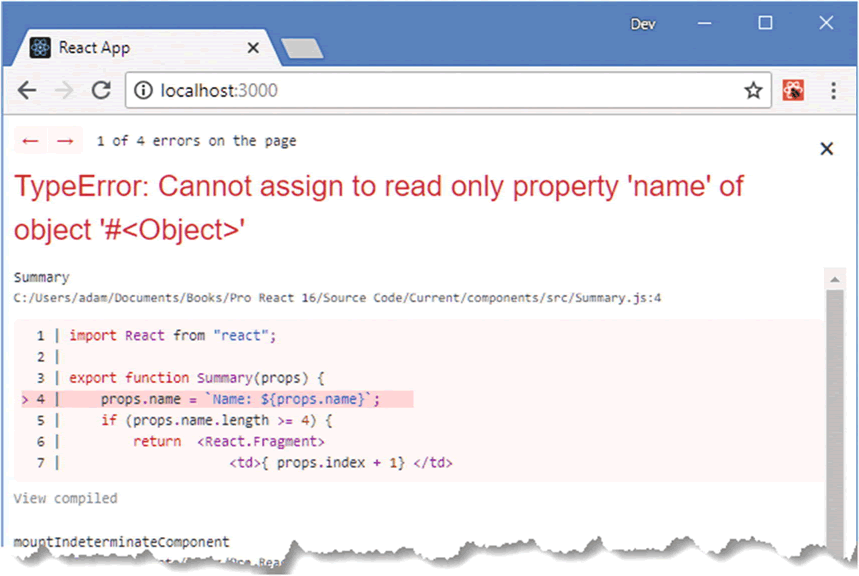 Dev
React App
localhost:3000
← → 1 of 4 errors on the page
TypeError: Cannot assign to read only property 'name' of
object '#<Object>'
Summary
C:/Users/adam/Documents/Books/Pro React 16/Source Code/Current/components/src/Summary.js:4
1 | import React from "react";
2 |
3 | export function Summary(props) {
> 4 |     props.name = `Name: ${props.name}`;
5 |     if (props.name.length >= 4) {
6 |         return  <React.Fragment>
7 |                     <td>{ props.index + 1} </td>
View compiled
mountIndeterminateComponent